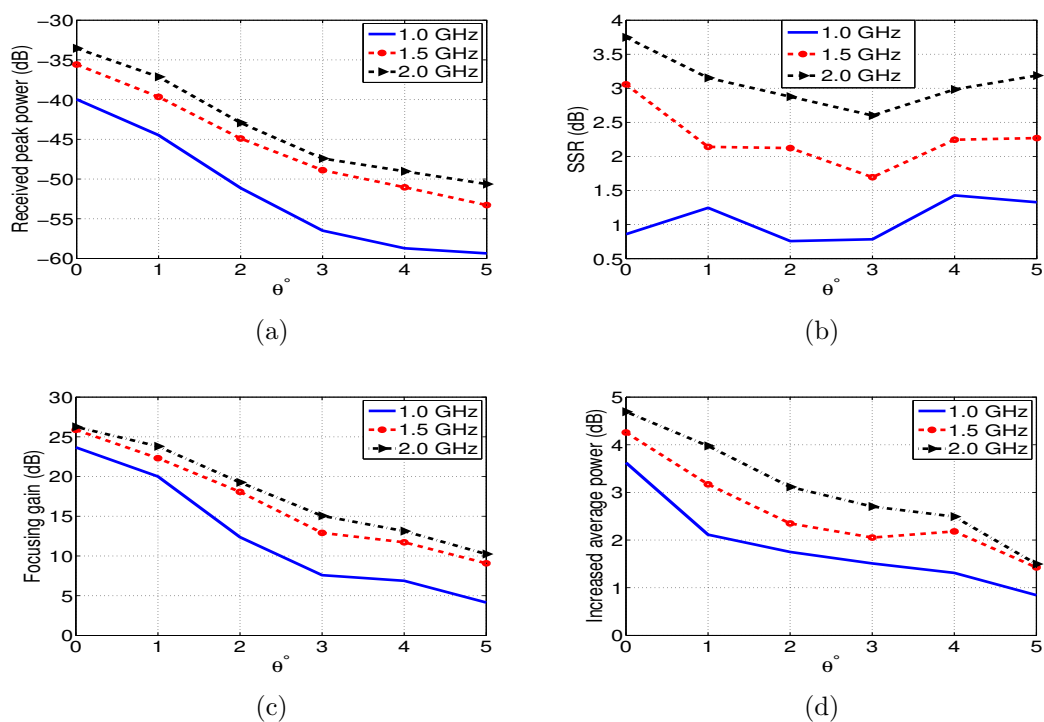 −30
−35
−40
−45
−50
−55
−60
Received peak power (dB)
0 1 2 3 4 5
θ°
1.0 GHz
1.5 GHz
2.0 GHz
(a)
4
3.5
3
2.5
2
1.5
1
0.5
SSR (dB)
0 1 2 3 4 5
θ°
1.0 GHz
1.5 GHz
2.0 GHz
(b)
30
25
20
15
10
5
0
Focusing gain (dB)
0 1 2 3 4 5
θ°
1.0 GHz
1.5 GHz
2.0 GHz
(c)
5
4
3
2
1
0
Increased average power (dB)
0 1 2 3 4 5
θ°
1.0 GHz
1.5 GHz
2.0 GHz
(d)